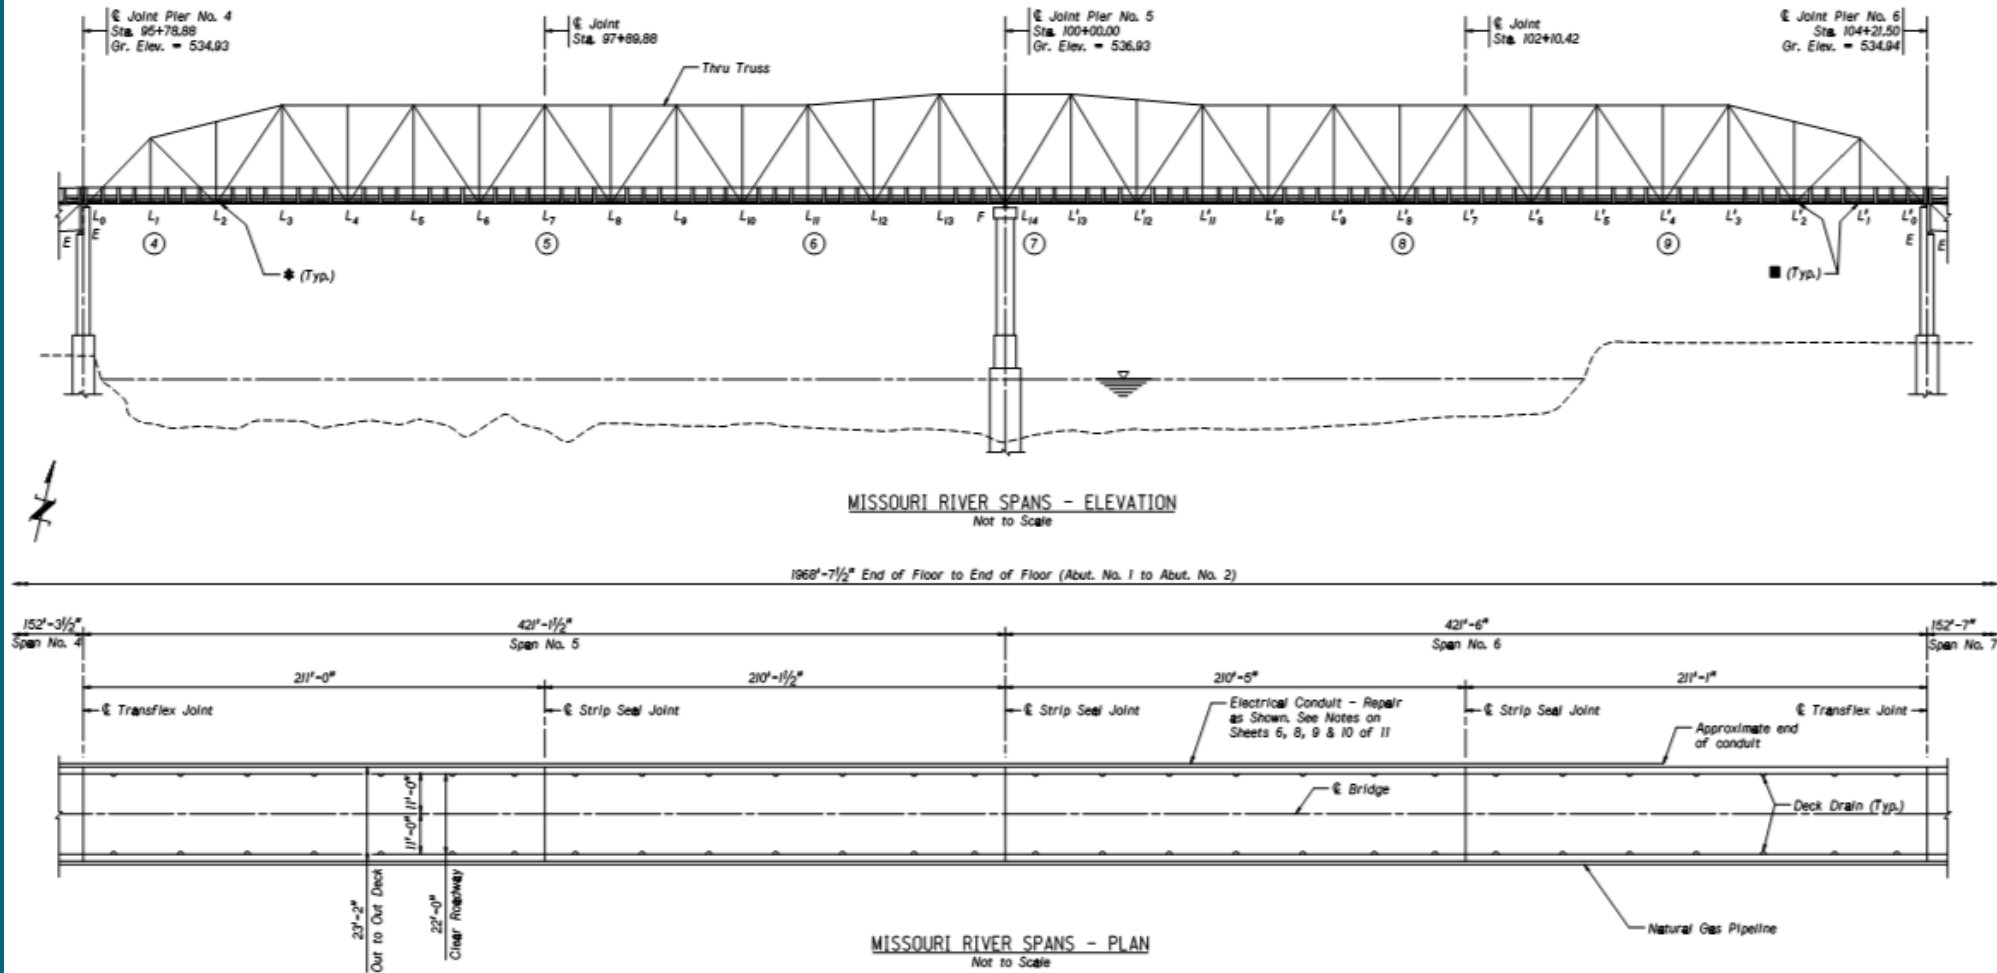 ℄ Joint Pier No. 4
Sta. 95+78.88
Gr. Elev. = 534.93
℄ Joint
Sta. 97+89.88
℄ Joint Pier No. 5
Sta. 100+00.00
Gr. Elev. = 536.93
℄ Joint
Sta. 102+10.42
℄ Joint Pier No. 6
Sta. 104+21.50
Gr. Elev. = 534.94
Thru Truss
L₀ L₁ L₂ L₃ L₄ L₅ L₆ L₇ L₈ L₉ L₁₀ L₁₁ L₁₂ L₁₃ F L₁₄ L'₁₃ L'₁₂ L'₁₁ L'₁₀ L'₉ L'₈ L'₇ L'₆ L'₅ L'₄ L'₃ L'₂ L'₁ L'₀
E E 4 5 6 7 8 9 E E
✱ (Typ.)
■ (Typ.)
N
MISSOURI RIVER SPANS - ELEVATION
Not to Scale
1968'-7½" End of Floor to End of Floor (Abut. No. 1 to Abut. No. 2)
152'-3½"
Span No. 4
421'-1½"
Span No. 5
421'-6"
Span No. 6
152'-7"
Span No. 7
211'-0"
210'-1½"
210'-5"
211'-1"
℄ Transflex Joint
℄ Strip Seal Joint
℄ Strip Seal Joint
Electrical Conduit - Repair
as Shown. See Notes on
Sheets 6, 8, 9 & 10 of 11
℄ Strip Seal Joint
℄ Transflex Joint
Approximate end
of conduit
11'-0"
11'-0"
℄ Bridge
Deck Drain (Typ.)
23'-2"
Out to Out Deck
22'-0"
Clear Roadway
Natural Gas Pipeline
MISSOURI RIVER SPANS - PLAN
Not to Scale